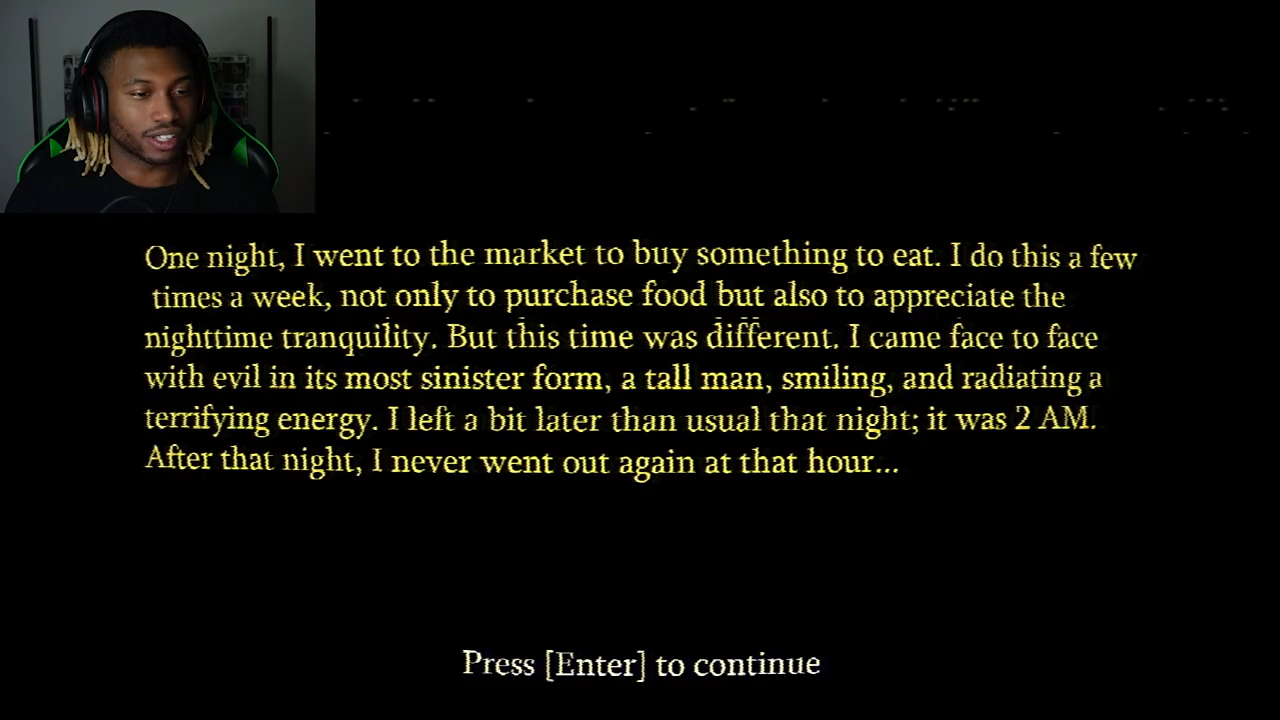 One night, I went to the market to buy something to eat. I do this a few
times a week, not only to purchase food but also to appreciate the
nighttime tranquility. But this time was different. I came face to face
with evil in its most sinister form, a tall man, smiling, and radiating a
terrifying energy. I left a bit later than usual that night; it was 2 AM.
After that night, I never went out again at that hour...
Press [Enter] to continue